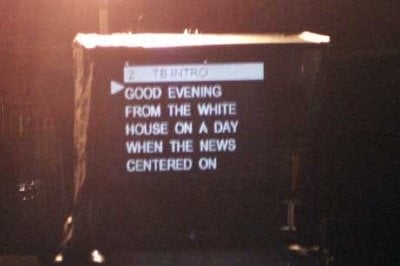 2 TB INTRO
GOOD EVENING
FROM THE WHITE
HOUSE ON A DAY
WHEN THE NEWS
CENTERED ON